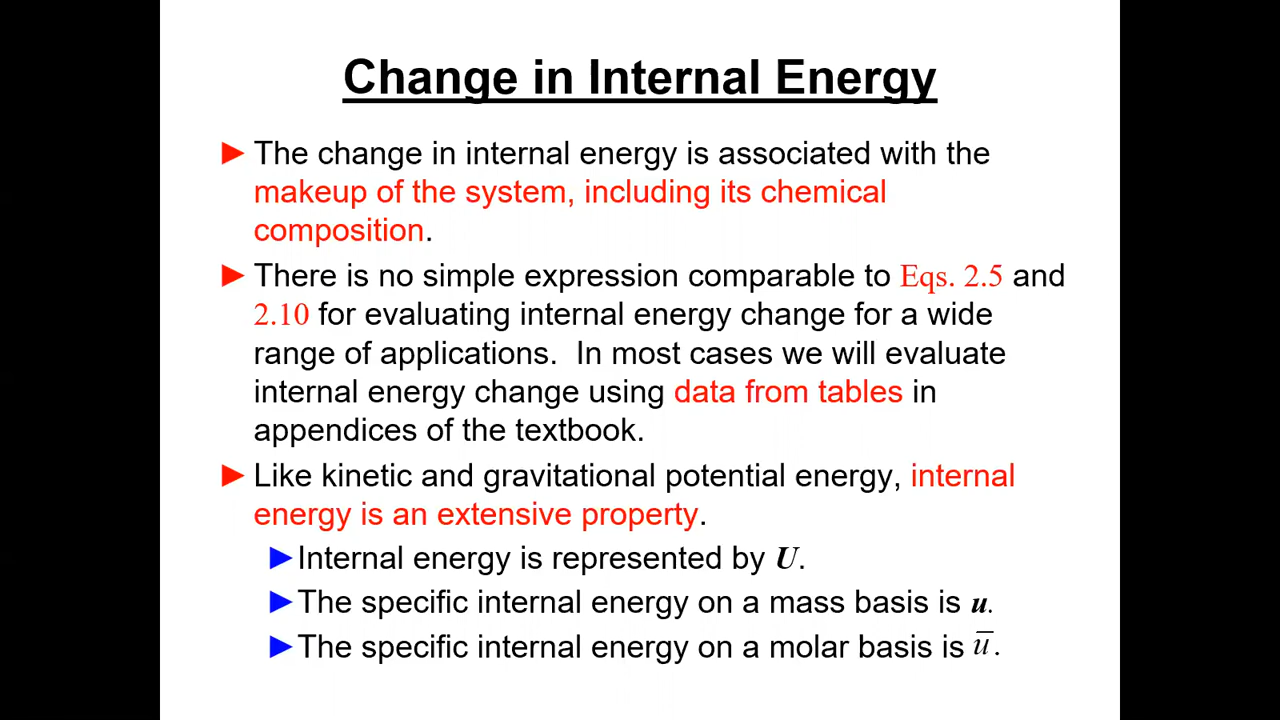 Change in Internal Energy
►The change in internal energy is associated with the
makeup of the system, including its chemical
composition.
►There is no simple expression comparable to Eqs. 2.5 and
2.10 for evaluating internal energy change for a wide
range of applications.  In most cases we will evaluate
internal energy change using data from tables in
appendices of the textbook.
►Like kinetic and gravitational potential energy, internal
energy is an extensive property.
►Internal energy is represented by U.
►The specific internal energy on a mass basis is u.
►The specific internal energy on a molar basis is u̅.